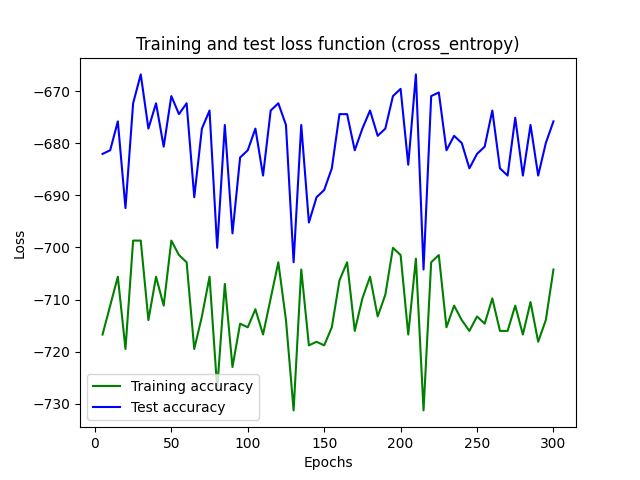 Training and test loss function (cross_entropy)
−670
−680
−690
−700
−710
−720
−730
Loss
Training accuracy
Test accuracy
0
50
100
150
200
250
300
Epochs